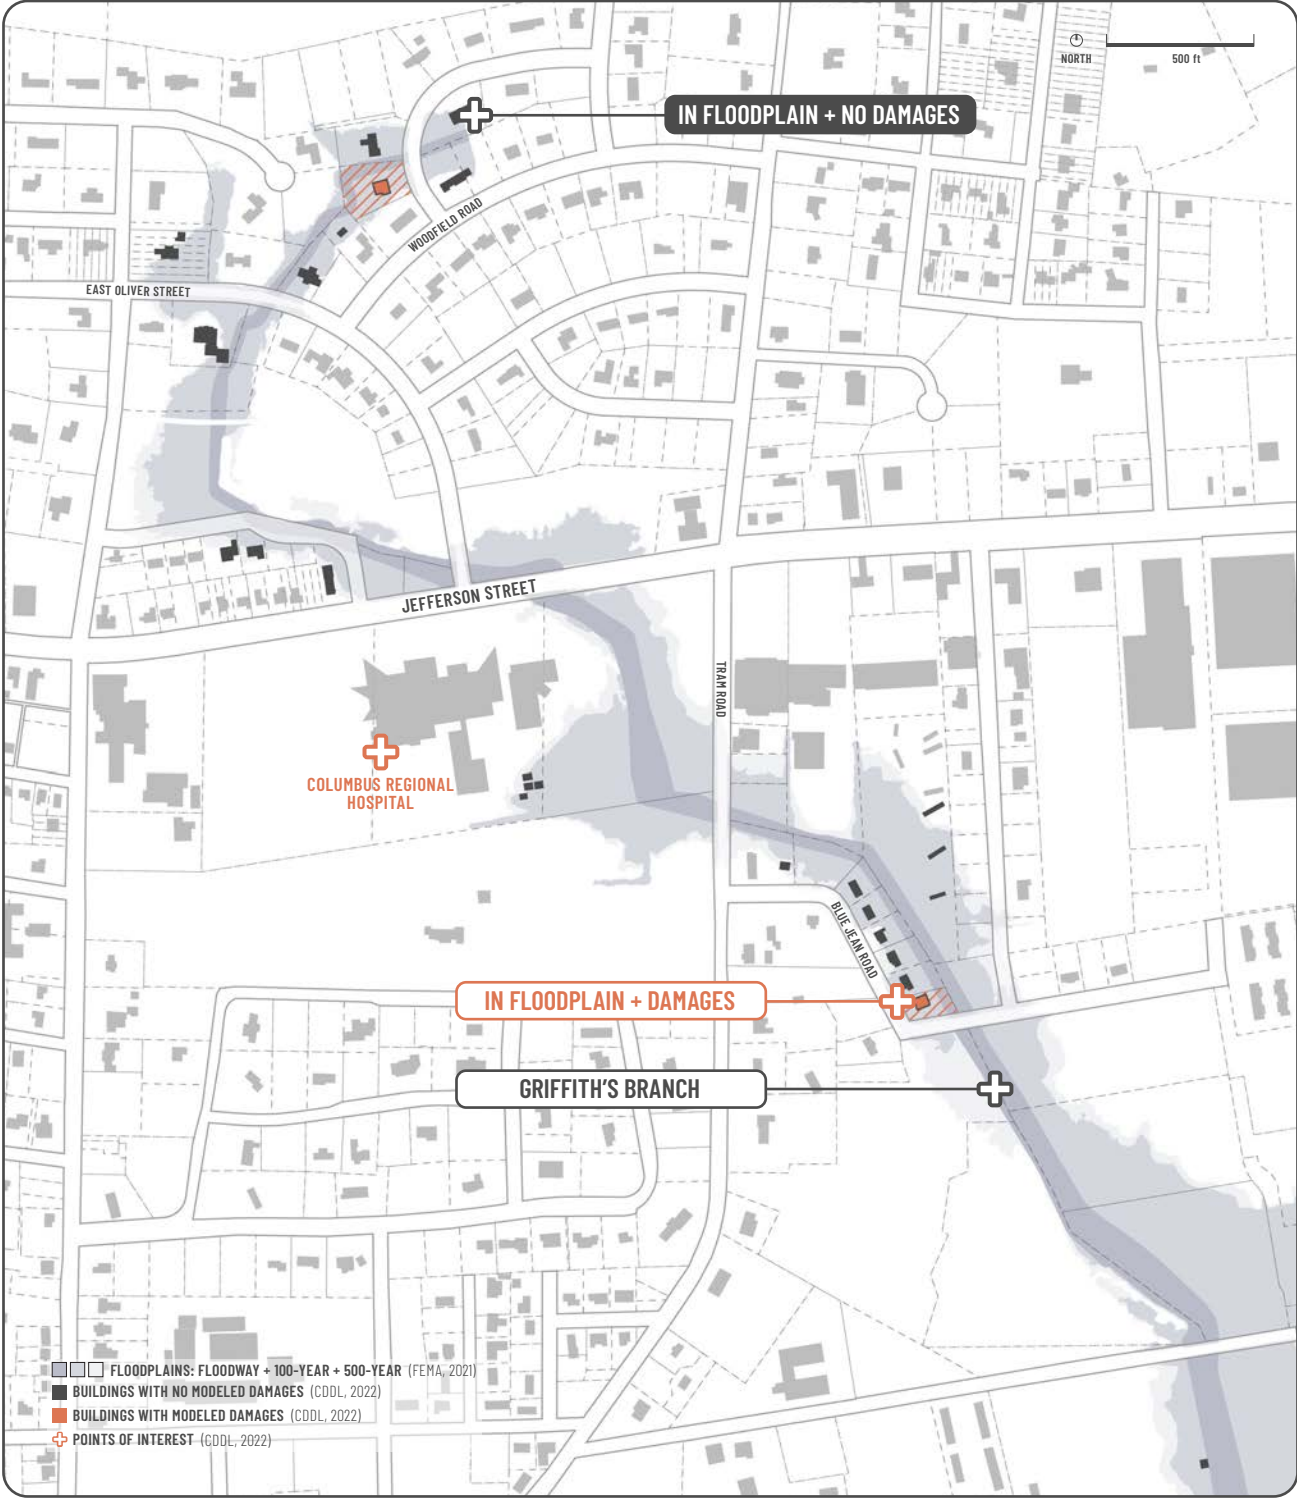 NORTH
500 ft
IN FLOODPLAIN + NO DAMAGES
WOODFIELD ROAD
EAST OLIVER STREET
JEFFERSON STREET
TRAM ROAD
COLUMBUS REGIONAL
HOSPITAL
BLUE JEAN ROAD
IN FLOODPLAIN + DAMAGES
GRIFFITH'S BRANCH
FLOODPLAINS: FLOODWAY + 100-YEAR + 500-YEAR (FEMA, 2021)
BUILDINGS WITH NO MODELED DAMAGES (CDDL, 2022)
BUILDINGS WITH MODELED DAMAGES (CDDL, 2022)
POINTS OF INTEREST (CDDL, 2022)